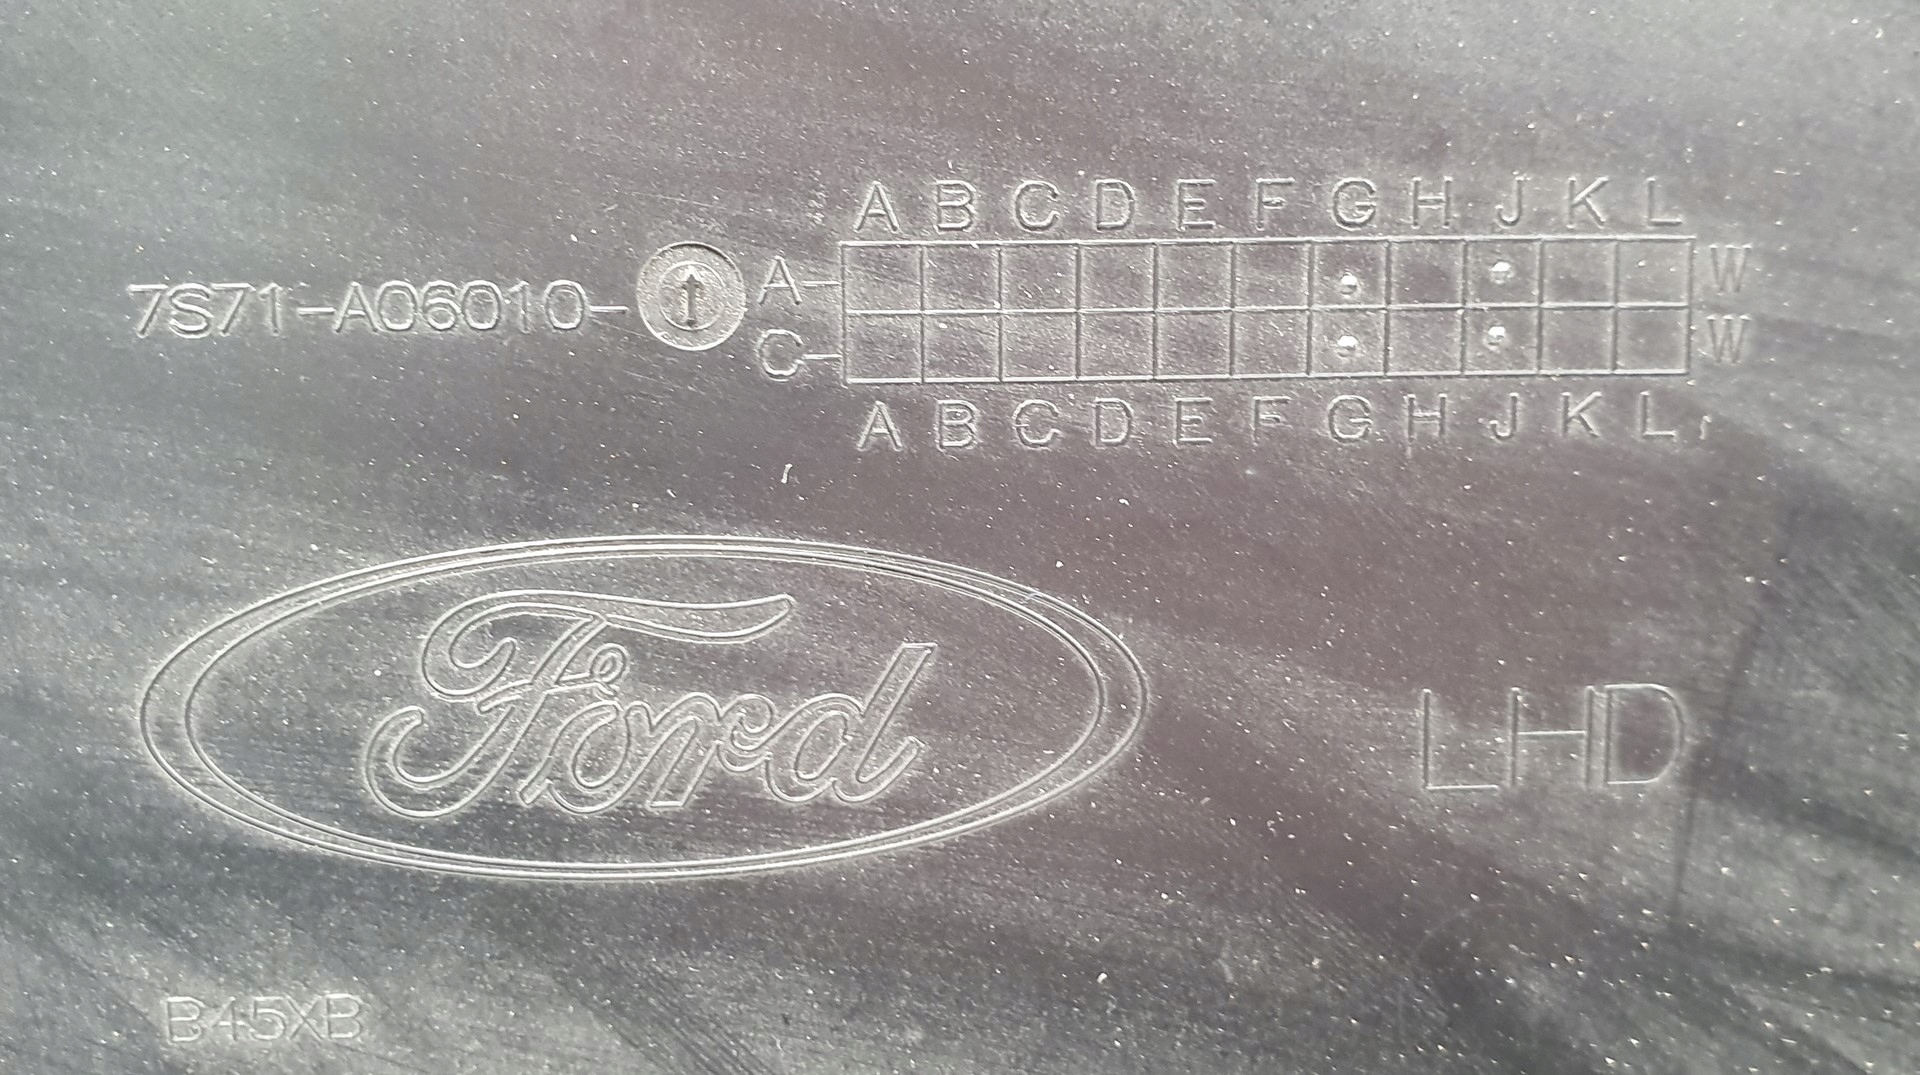 A B C D E F G H J K L
7S71-A06010- A- W
C- W
A B C D E F G H J K L
Ford
LHD
B45XB